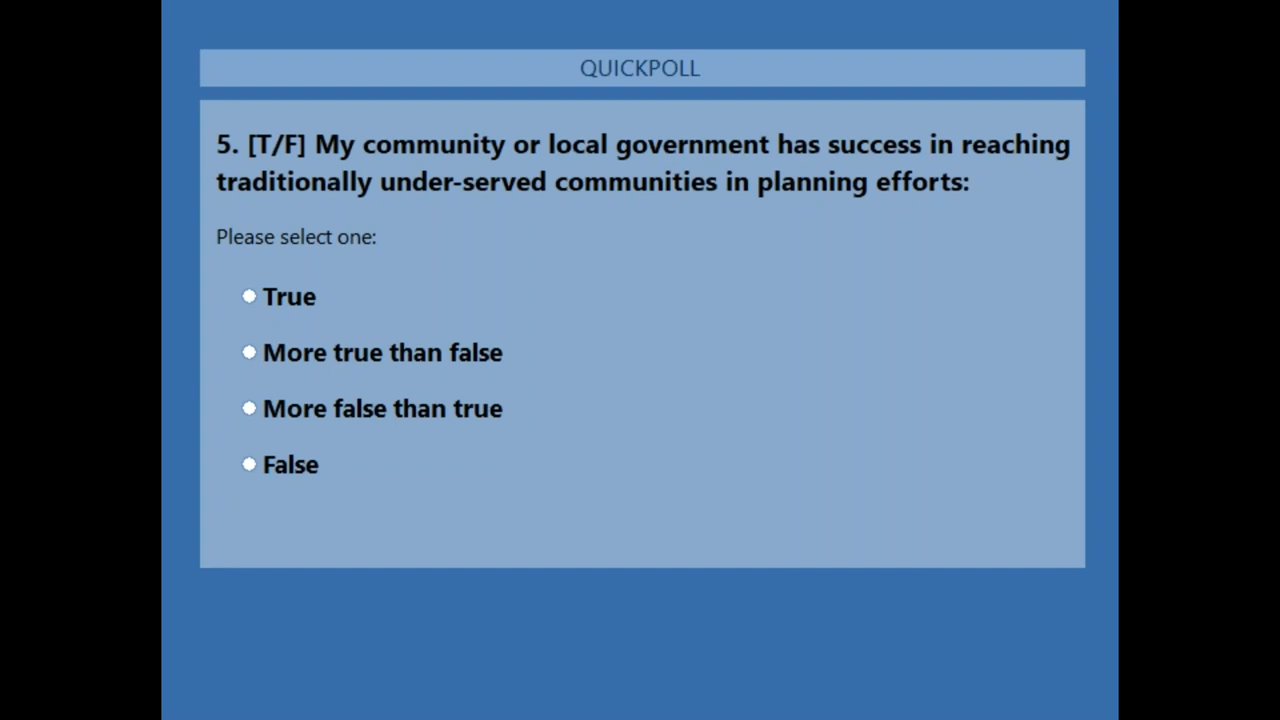 QUICKPOLL
5. [T/F] My community or local government has success in reaching
traditionally under-served communities in planning efforts:
Please select one:
True
More true than false
More false than true
False